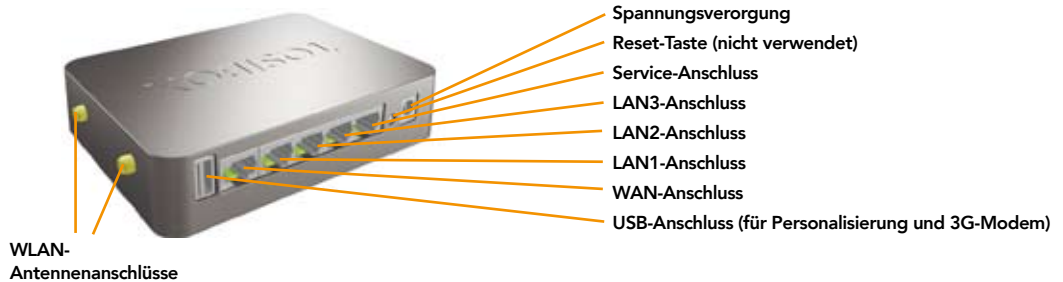 Spannungsverorgung
Reset-Taste (nicht verwendet)
Service-Anschluss
LAN3-Anschluss
LAN2-Anschluss
LAN1-Anschluss
WAN-Anschluss
USB-Anschluss (für Personalisierung und 3G-Modem)
WLAN-
Antennenanschlüsse
TOSIBOX